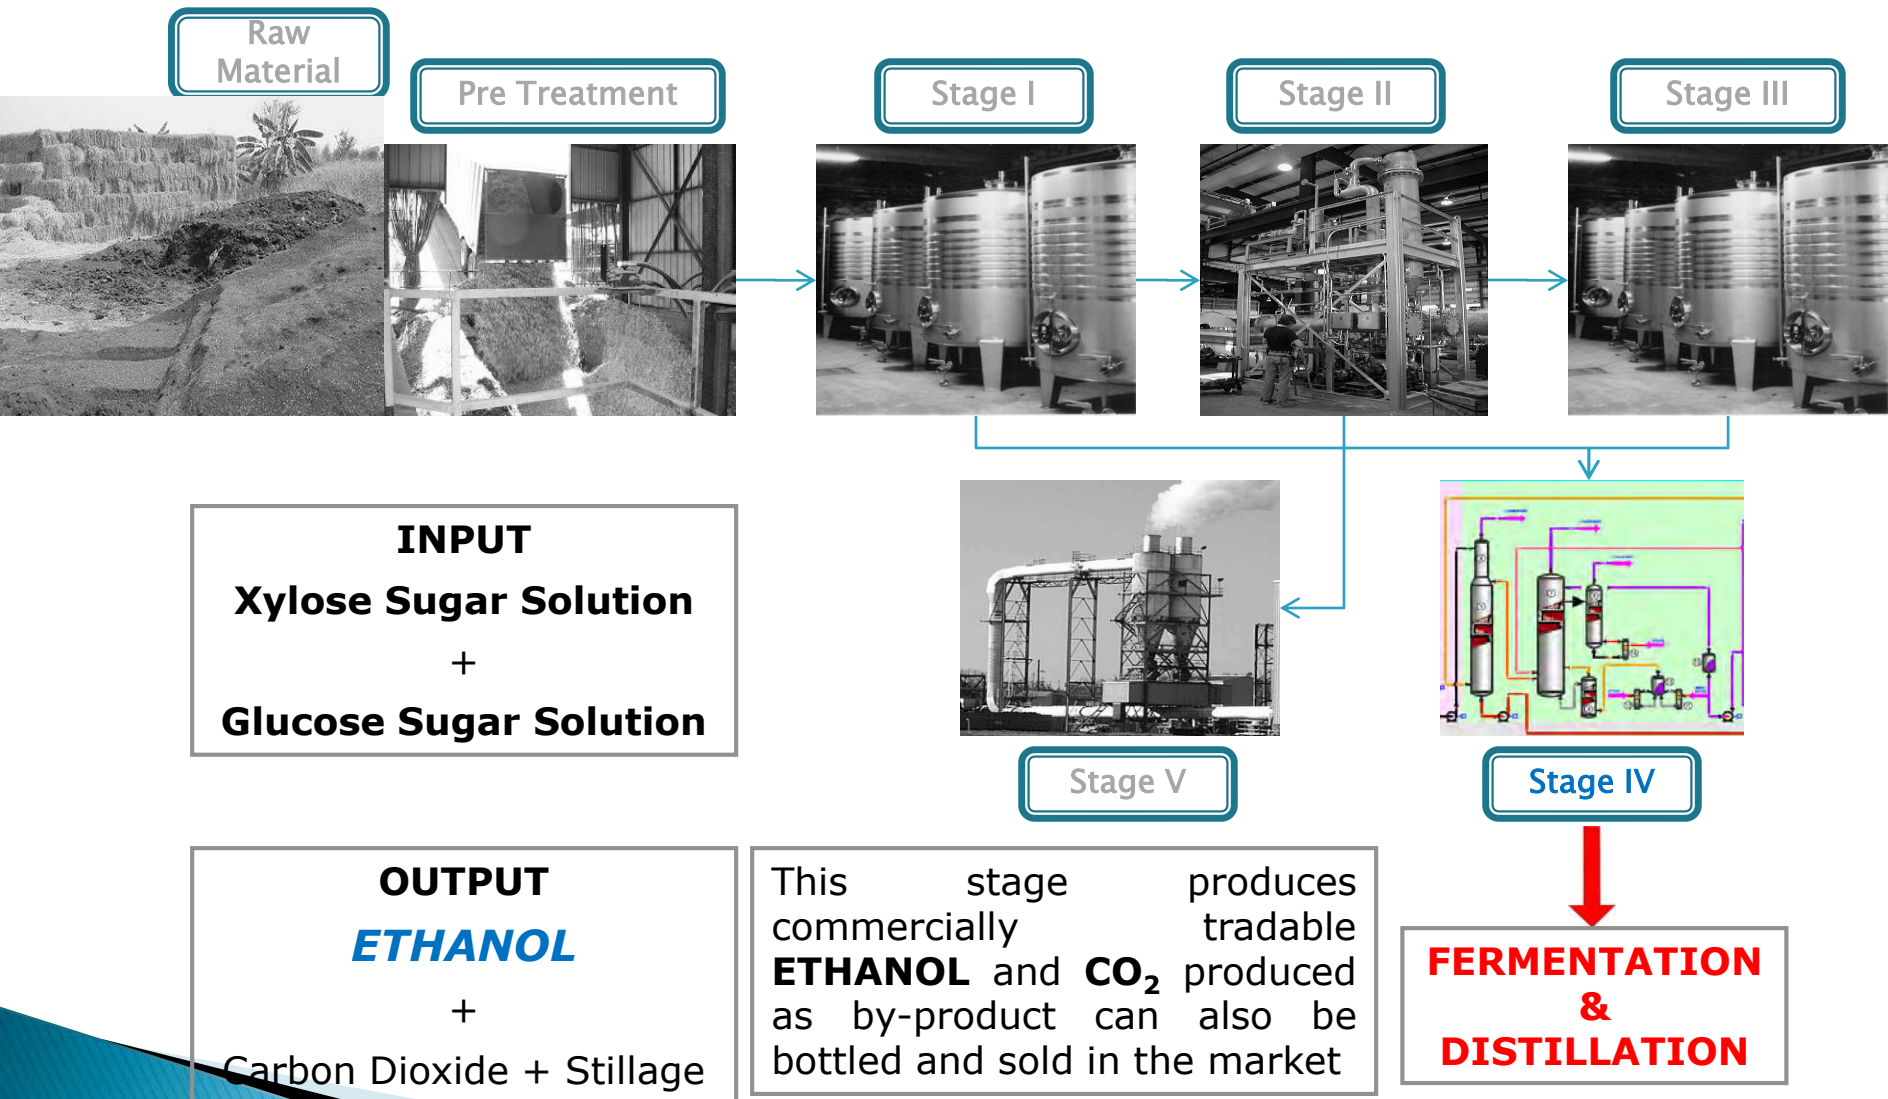 Raw
Material
Pre Treatment
Stage I
Stage II
Stage III
INPUT
Xylose Sugar Solution
+
Glucose Sugar Solution
Stage V
Stage IV
OUTPUT
ETHANOL
+
Carbon Dioxide + Stillage
This stage produces
commercially tradable
ETHANOL and CO₂ produced
as by-product can also be
bottled and sold in the market
FERMENTATION
&
DISTILLATION